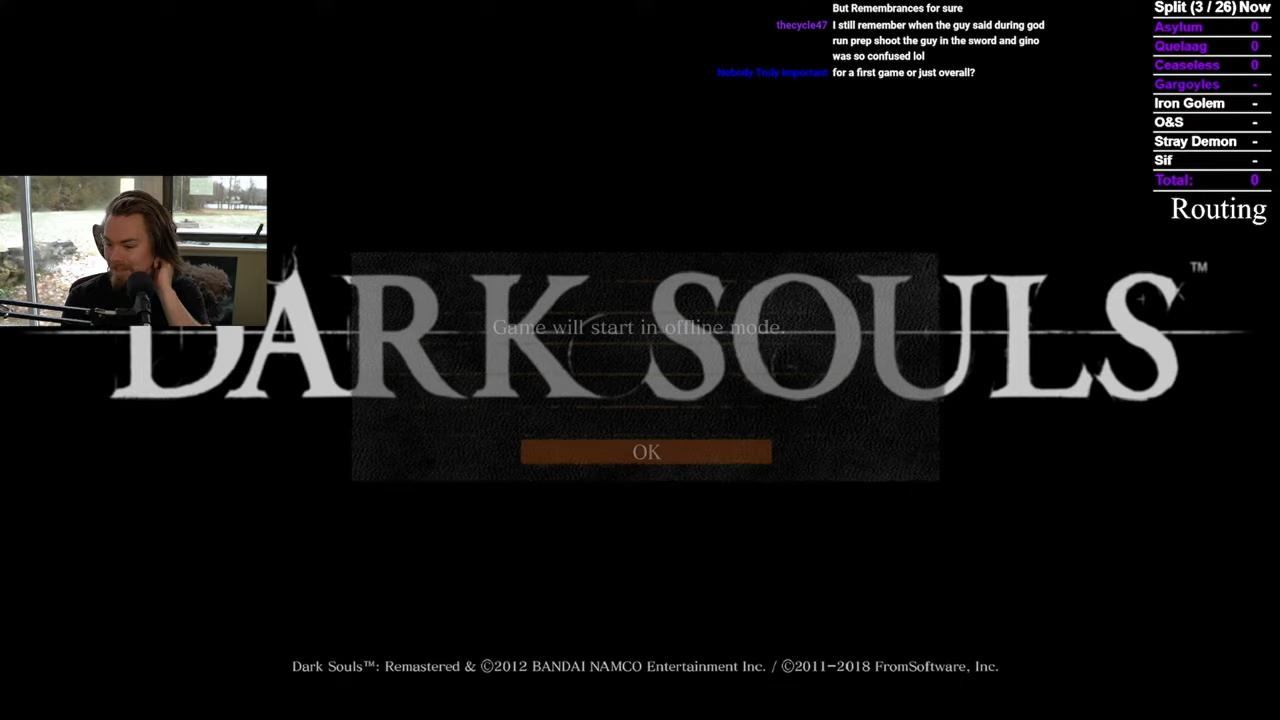 But Remembrances for sure
thecycle47 I still remember when the guy said during god
run prep shoot the guy in the sword and gino
was so confused lol
Nobody Truly Important for a first game or just overall?
Split (3 / 26) Now
Asylum 0
Quelaag 0
Ceaseless 0
Gargoyles -
Iron Golem -
O&S -
Stray Demon -
Sif -
Total: 0
Routing
DARK SOULS™
Game will start in offline mode.
OK
Dark Souls™: Remastered & ©2012 BANDAI NAMCO Entertainment Inc. / ©2011-2018 FromSoftware, Inc.